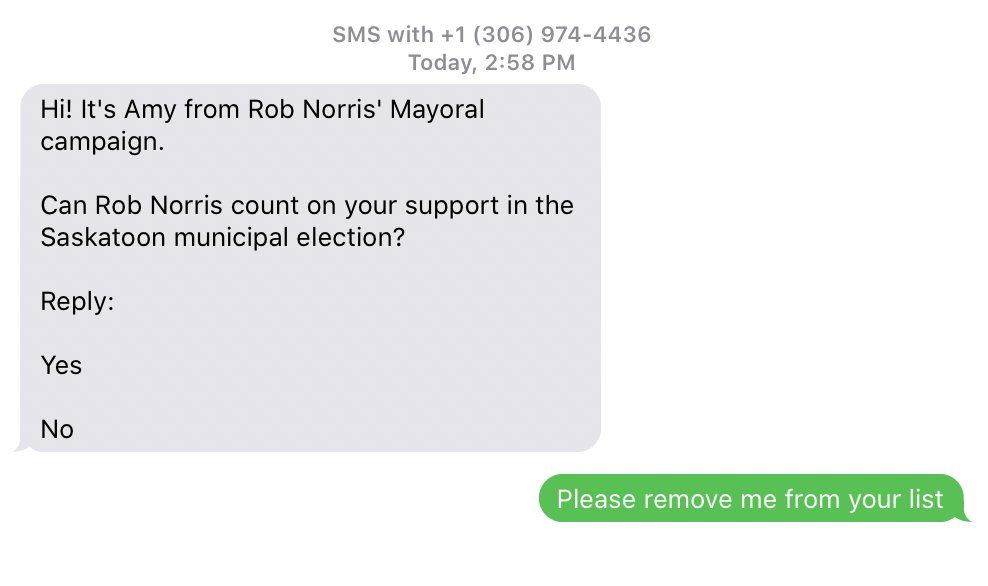 SMS with +1 (306) 974-4436
Today, 2:58 PM
Hi! It's Amy from Rob Norris' Mayoral
campaign.
Can Rob Norris count on your support in the
Saskatoon municipal election?
Reply:
Yes
No
Please remove me from your list